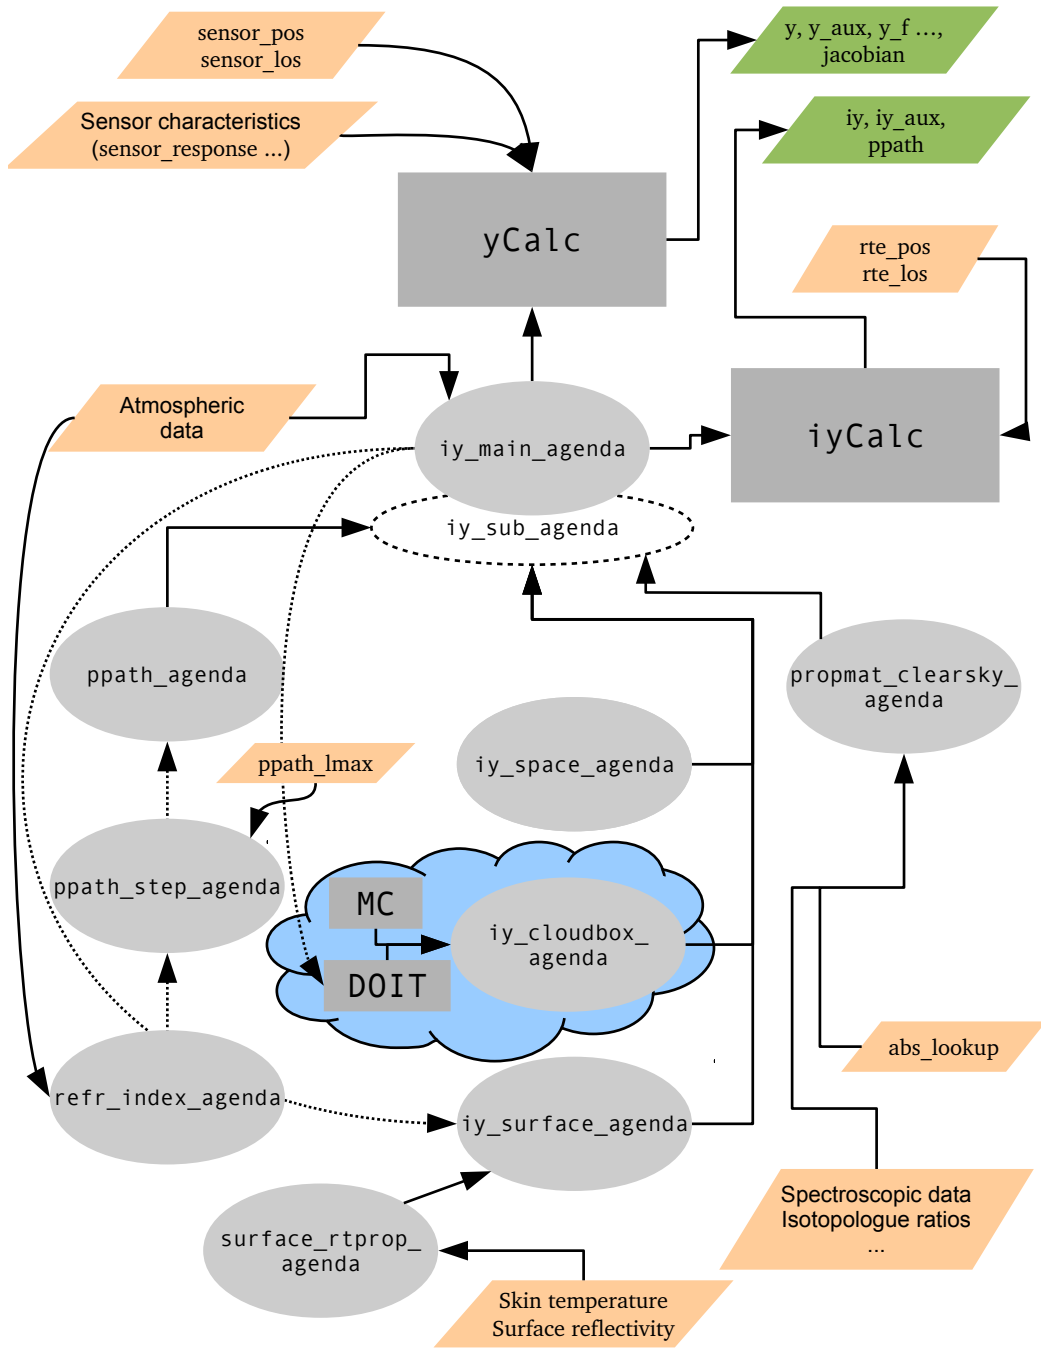 sensor_pos
sensor_los
y, y_aux, y_f ...,
jacobian
Sensor characteristics
(sensor_response ...)
iy, iy_aux,
ppath
yCalc
rte_pos
rte_los
Atmospheric
data
iy_main_agenda
iyCalc
iy_sub_agenda
ppath_agenda
propmat_clearsky_
agenda
ppath_lmax
iy_space_agenda
ppath_step_agenda
MC
iy_cloudbox_
agenda
DOIT
abs_lookup
refr_index_agenda
iy_surface_agenda
Spectroscopic data
Isotopologue ratios
...
surface_rtprop_
agenda
Skin temperature
Surface reflectivity